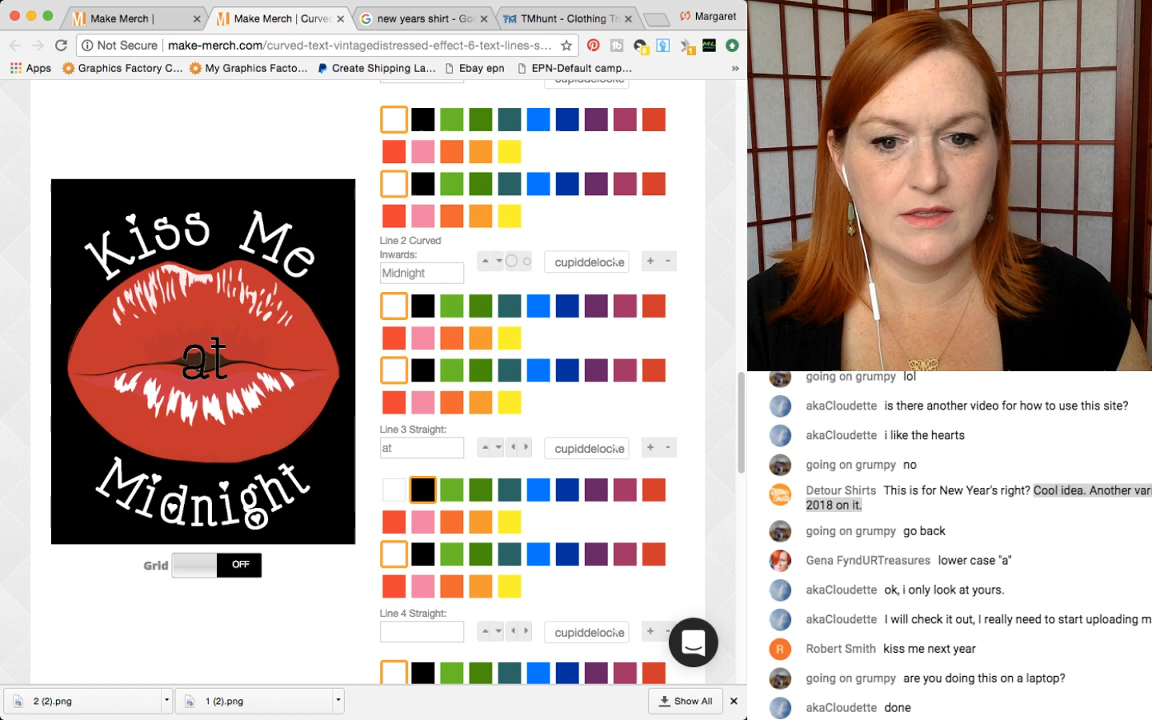 Make Merch |
Make Merch | Curve
new years shirt - Go
TMhunt - Clothing T
Margaret
Not Secure | make-merch.com/curved-text-vintagedistressed-effect-6-text-lines-s...
Apps
Graphics Factory C...
My Graphics Facto...
Create Shipping La...
Ebay epn
EPN-Default camp...
»
cupiddelocke
Kiss Me
at
Midnight
Grid
OFF
Line 2 Curved
Inwards:
Midnight
cupiddelocke
+ -
Line 3 Straight:
at
cupiddelocke
+ -
Line 4 Straight:
cupiddelocke
+ -
going on grumpy lol
akaCloudette is there another video for how to use this site?
akaCloudette i like the hearts
going on grumpy no
Detour Shirts This is for New Year's right? Cool idea. Another var
2018 on it.
going on grumpy go back
Gena FyndURTreasures lower case "a"
akaCloudette ok, i only look at yours.
akaCloudette I will check it out, I really need to start uploading m
R Robert Smith kiss me next year
going on grumpy are you doing this on a laptop?
akaCloudette done
2 (2).png
1 (2).png
Show All